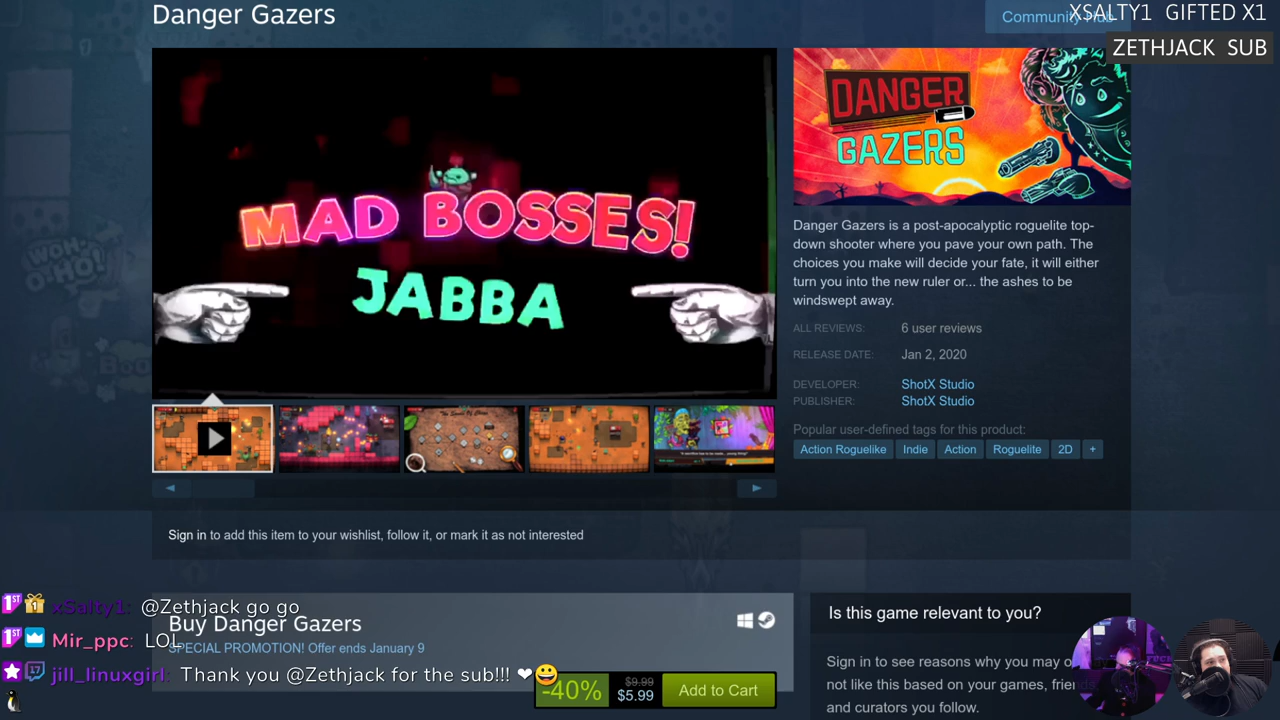 Danger Gazers
XSALTY1 GIFTED X1
ZETHJACK SUB
MAD BOSSES!
JABBA
DANGER
GAZERS
Danger Gazers is a post-apocalyptic roguelite top-
down shooter where you pave your own path. The
choices you make will decide your fate, it will either
turn you into the new ruler or... the ashes to be
windswept away.
ALL REVIEWS: 6 user reviews
RELEASE DATE: Jan 2, 2020
DEVELOPER: ShotX Studio
PUBLISHER: ShotX Studio
Popular user-defined tags for this product:
Action Roguelike Indie Action Roguelite 2D +
Sign in to add this item to your wishlist, follow it, or mark it as not interested
1ST 1 xSalty1: @Zethjack go go
Buy Danger Gazers
1ST Mir_ppc: LOL
SPECIAL PROMOTION! Offer ends January 9
17 jill_linuxgirl: Thank you @Zethjack for the sub!!! ❤😀
-40% $9.99 $5.99 Add to Cart
Is this game relevant to you?
Sign in to see reasons why you may o
not like this based on your games, frien
and curators you follow.